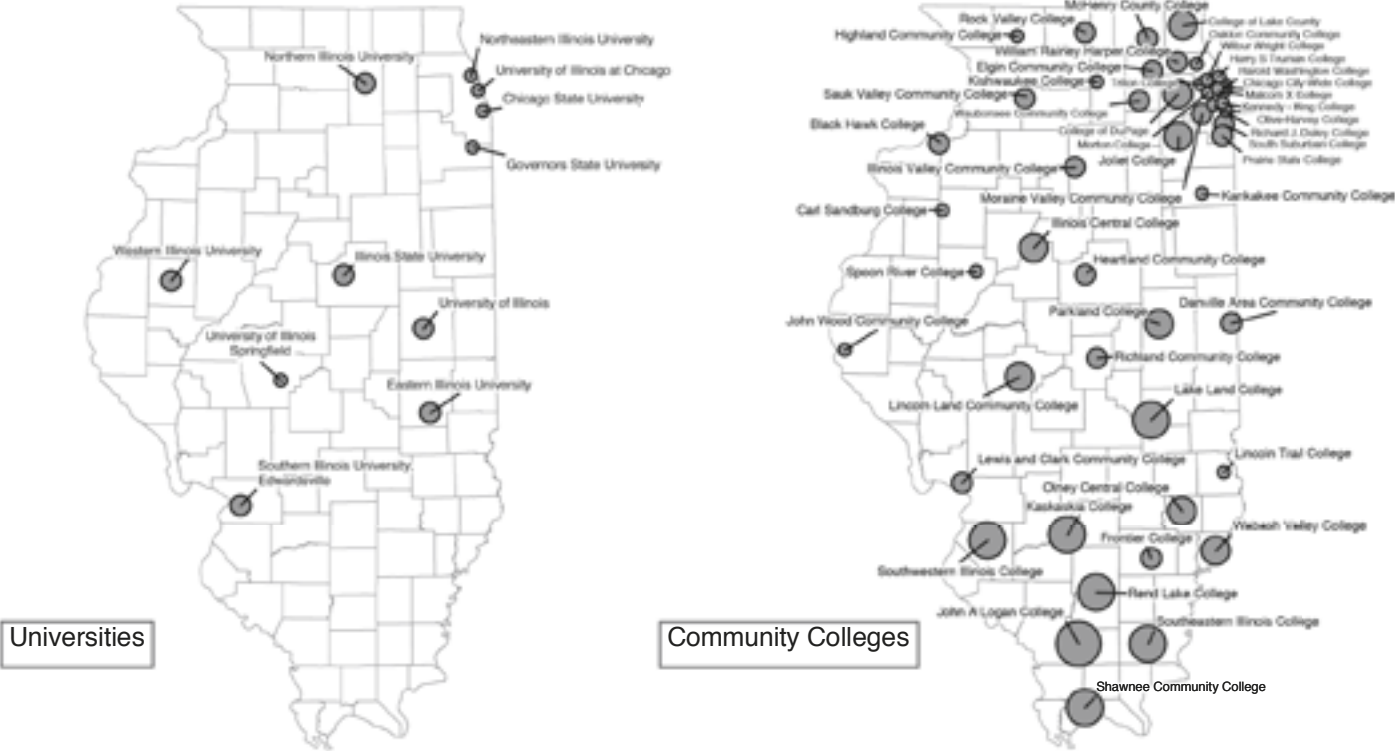 Northeastern Illinois University
Northern Illinois University
University of Illinois at Chicago
Chicago State University
Governors State University
Western Illinois University
Illinois State University
University of Illinois
University of Illinois
Springfield
Eastern Illinois University
Southern Illinois University
Edwardsville
Universities
McHenry County College
Rock Valley College
College of Lake County
Highland Community College
Oakton Community College
Wilbur Wright College
William Rainey Harper College
Harry S Truman College
Elgin Community College
Harold Washington College
Kishwaukee College
Triton College
Chicago City-Wide College
Sauk Valley Community College
Malcom X College
Kennedy - King College
Waubonsee Community College
Olive-Harvey College
Black Hawk College
College of DuPage
Richard J. Daley College
Morton College
South Suburban College
Joliet College
Prairie State College
Illinois Valley Community College
Moraine Valley Community College
Kankakee Community College
Carl Sandburg College
Illinois Central College
Heartland Community College
Spoon River College
Danville Area Community College
Parkland College
John Wood Community College
Richland Community College
Lake Land College
Lincoln Land Community College
Lincoln Trail College
Lewis and Clark Community College
Olney Central College
Kaskaskia College
Wabash Valley College
Frontier College
Southwestern Illinois College
Rend Lake College
John A Logan College
Southeastern Illinois College
Community Colleges
Shawnee Community College